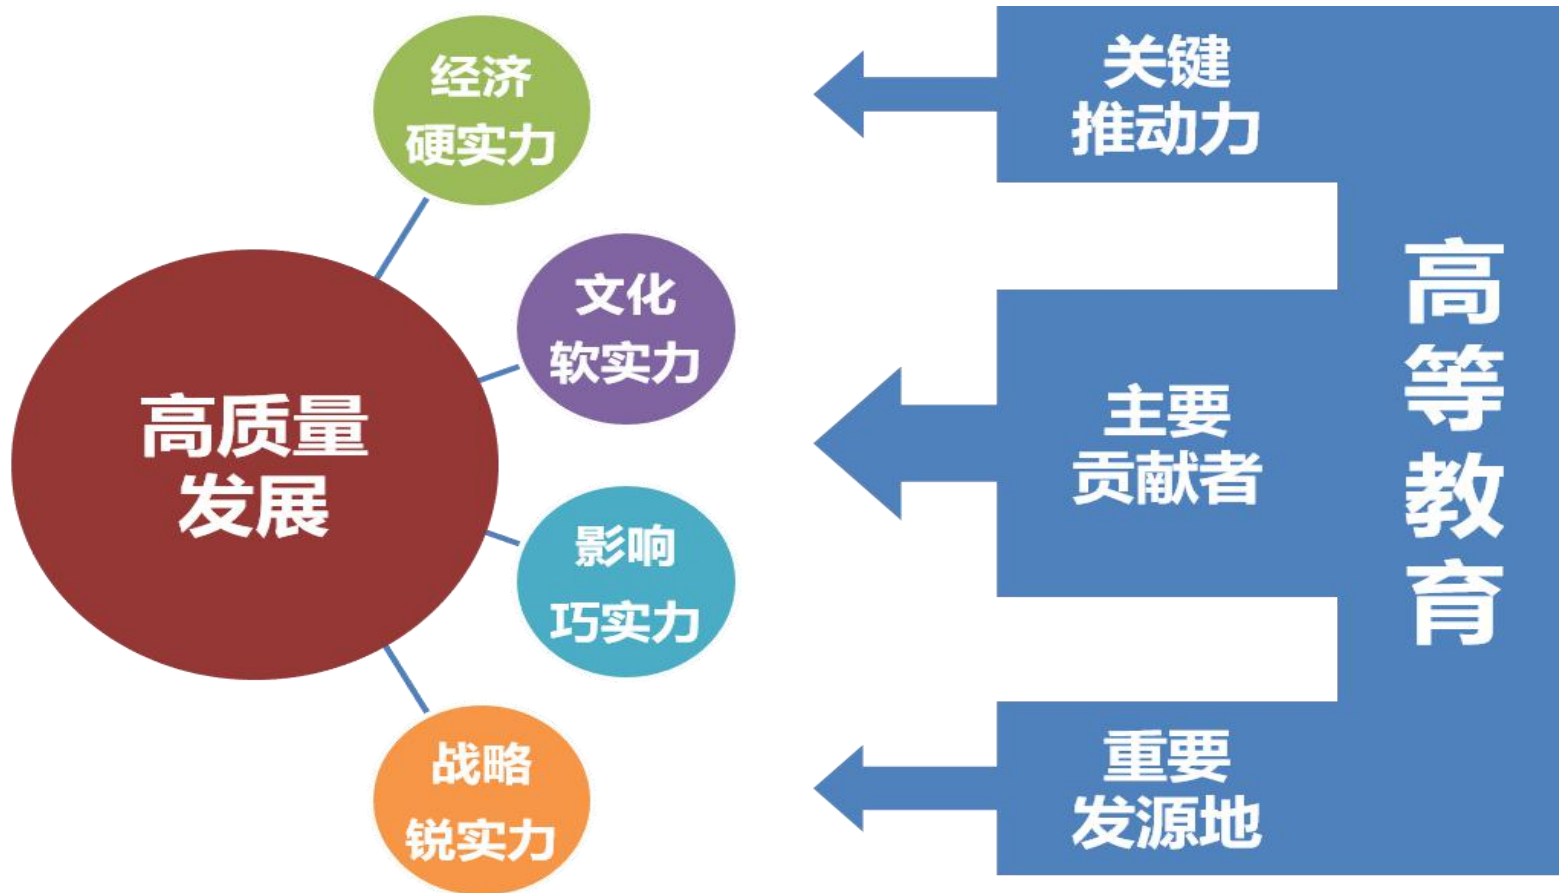 经济
硬实力
文化
软实力
高质量
发展
影响
巧实力
战略
锐实力
关键
推动力
主要
贡献者
重要
发源地
高等教育